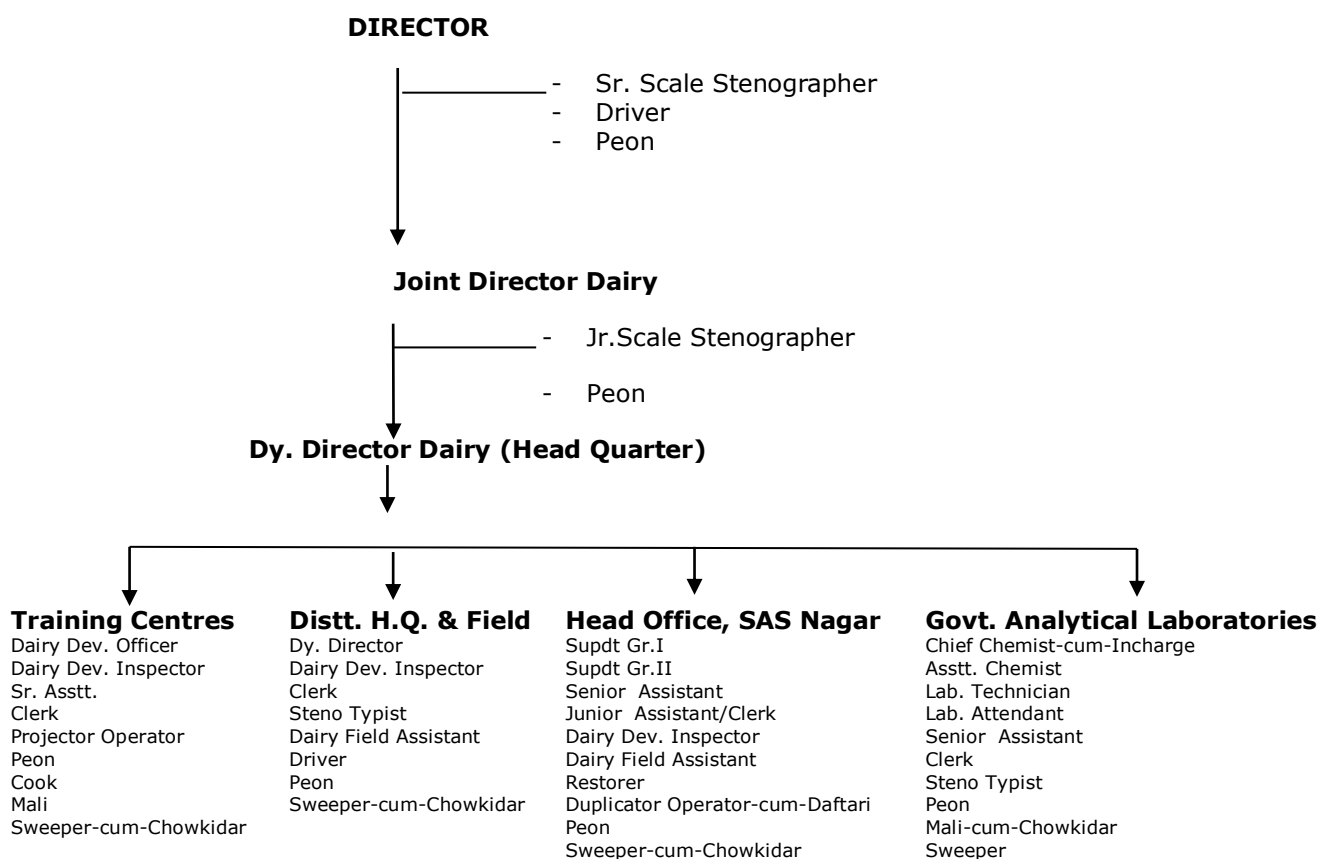 DIRECTOR
- Sr. Scale Stenographer
- Driver
- Peon
Joint Director Dairy
- Jr.Scale Stenographer
- Peon
Dy. Director Dairy (Head Quarter)
Training Centres
Dairy Dev. Officer
Dairy Dev. Inspector
Sr. Asstt.
Clerk
Projector Operator
Peon
Cook
Mali
Sweeper-cum-Chowkidar
Distt. H.Q. & Field
Dy. Director
Dairy Dev. Inspector
Clerk
Steno Typist
Dairy Field Assistant
Driver
Peon
Sweeper-cum-Chowkidar
Head Office, SAS Nagar
Supdt Gr.I
Supdt Gr.II
Senior Assistant
Junior Assistant/Clerk
Dairy Dev. Inspector
Dairy Field Assistant
Restorer
Duplicator Operator-cum-Daftari
Peon
Sweeper-cum-Chowkidar
Govt. Analytical Laboratories
Chief Chemist-cum-Incharge
Asstt. Chemist
Lab. Technician
Lab. Attendant
Senior Assistant
Clerk
Steno Typist
Peon
Mali-cum-Chowkidar
Sweeper